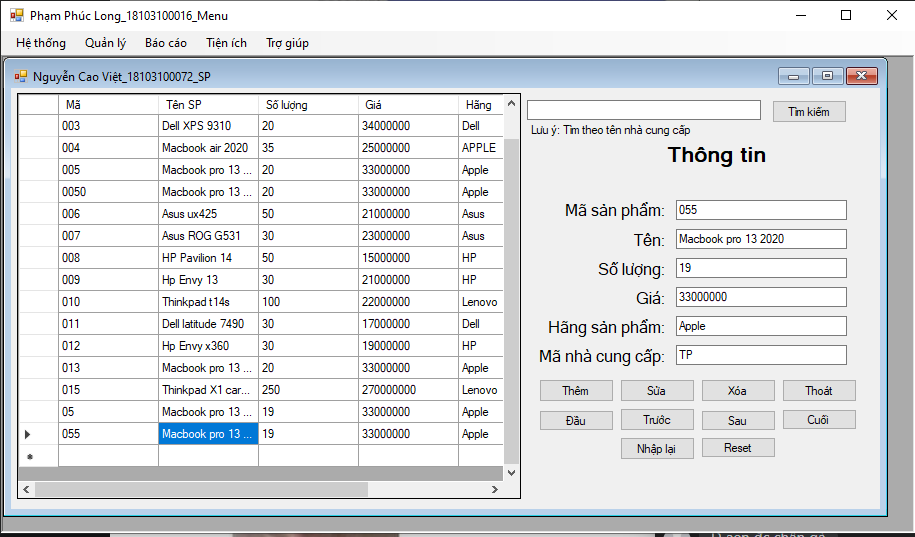 Phạm Phúc Long_18103100016_Menu
Hệ thống Quản lý Báo cáo Tiện ích Trợ giúp
Nguyễn Cao Việt_18103100072_SP
Mã Tên SP Số lượng Giá Hãng
003 Dell XPS 9310 20 34000000 Dell
004 Macbook air 2020 35 25000000 APPLE
005 Macbook pro 13 ... 20 33000000 Apple
0050 Macbook pro 13 ... 20 33000000 Apple
006 Asus ux425 50 21000000 Asus
007 Asus ROG G531 30 23000000 Asus
008 HP Pavilion 14 50 15000000 HP
009 Hp Envy 13 30 21000000 HP
010 Thinkpad t14s 100 22000000 Lenovo
011 Dell latitude 7490 30 17000000 Dell
012 Hp Envy x360 30 19000000 HP
013 Macbook pro 13 ... 20 33000000 Apple
015 Thinkpad X1 car... 250 270000000 Lenovo
05 Macbook pro 13 ... 19 33000000 Apple
055 Macbook pro 13 ... 19 33000000 Apple
Tìm kiếm
Lưu ý: Tìm theo tên nhà cung cấp
Thông tin
Mã sản phẩm: 055
Tên: Macbook pro 13 2020
Số lượng: 19
Giá: 33000000
Hãng sản phẩm: Apple
Mã nhà cung cấp: TP
Thêm Sửa Xóa Thoát
Đầu Trước Sau Cuối
Nhập lại Reset